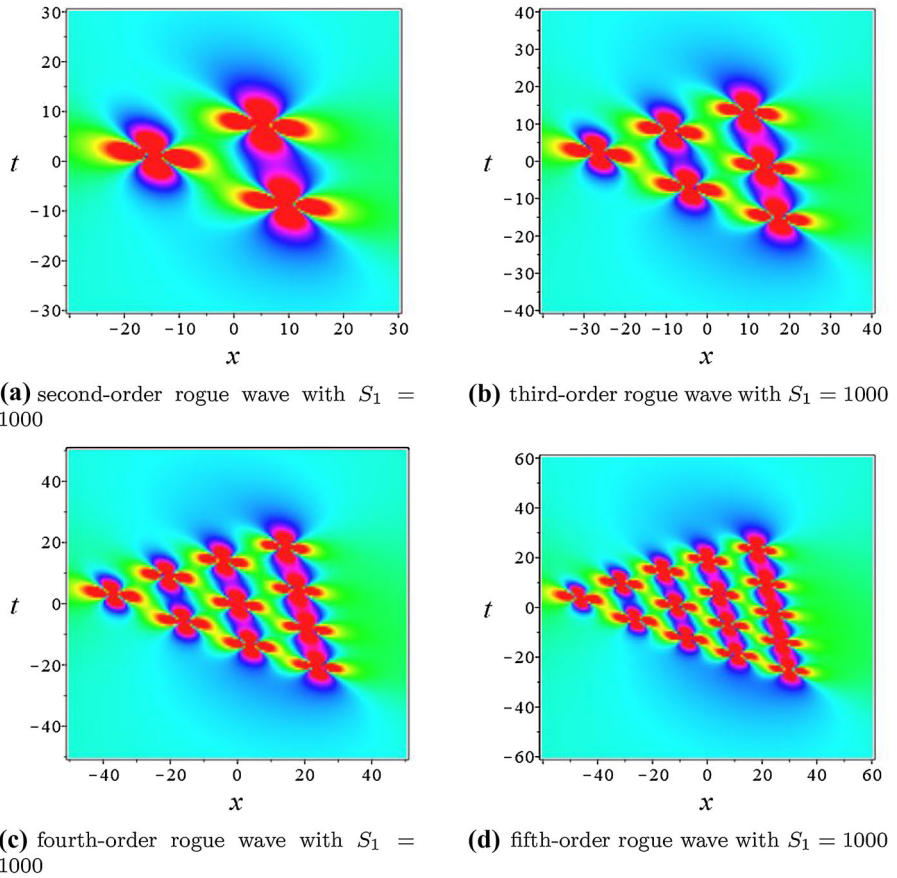 30
20
10
t
0
−10
−20
−30
−20 −10 0 10 20 30
x
(a) second-order rogue wave with S₁ =
1000
40
30
20
10
t
0
−10
−20
−30
−40
−30 −20 −10 0 10 20 30 40
x
(b) third-order rogue wave with S₁ = 1000
40
20
t
0
−20
−40
−40 −20 0 20 40
x
(c) fourth-order rogue wave with S₁ =
1000
60
40
20
t
0
−20
−40
−60
−40 −20 0 20 40 60
x
(d) fifth-order rogue wave with S₁ = 1000